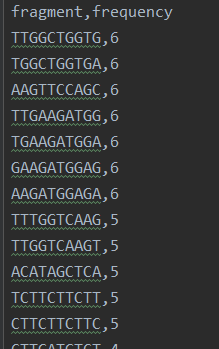 fragment,frequency
TTGGCTGGTG,6
TGGCTGGTGA,6
AAGTTCCAGC,6
TTGAAGATGG,6
TGAAGATGGA,6
GAAGATGGAG,6
AAGATGGAGA,6
TTTGGTCAAG,5
TTGGTCAAGT,5
ACATAGCTCA,5
TCTTCTTCTT,5
CTTCTTCTTC,5